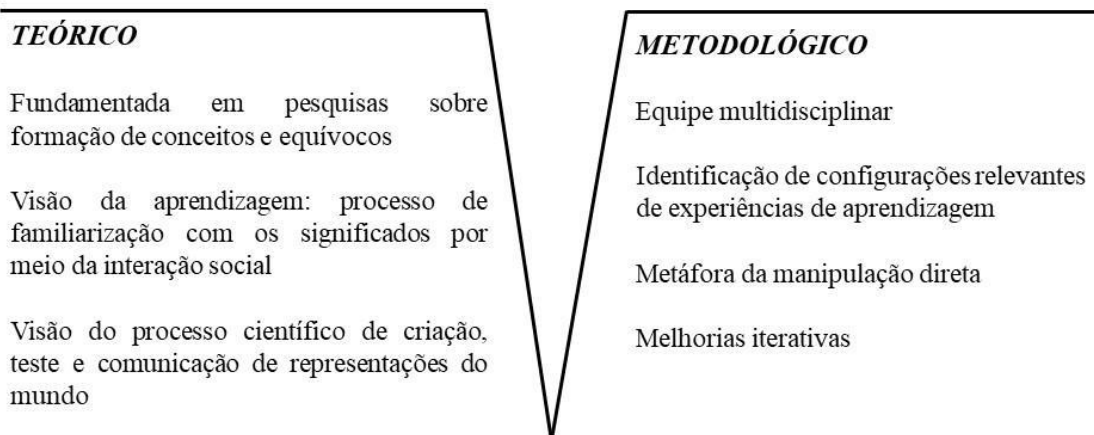 TEÓRICO
Fundamentada em pesquisas sobre
formação de conceitos e equívocos
Visão da aprendizagem: processo de
familiarização com os significados por
meio da interação social
Visão do processo científico de criação,
teste e comunicação de representações do
mundo
METODOLÓGICO
Equipe multidisciplinar
Identificação de configurações relevantes
de experiências de aprendizagem
Metáfora da manipulação direta
Melhorias iterativas